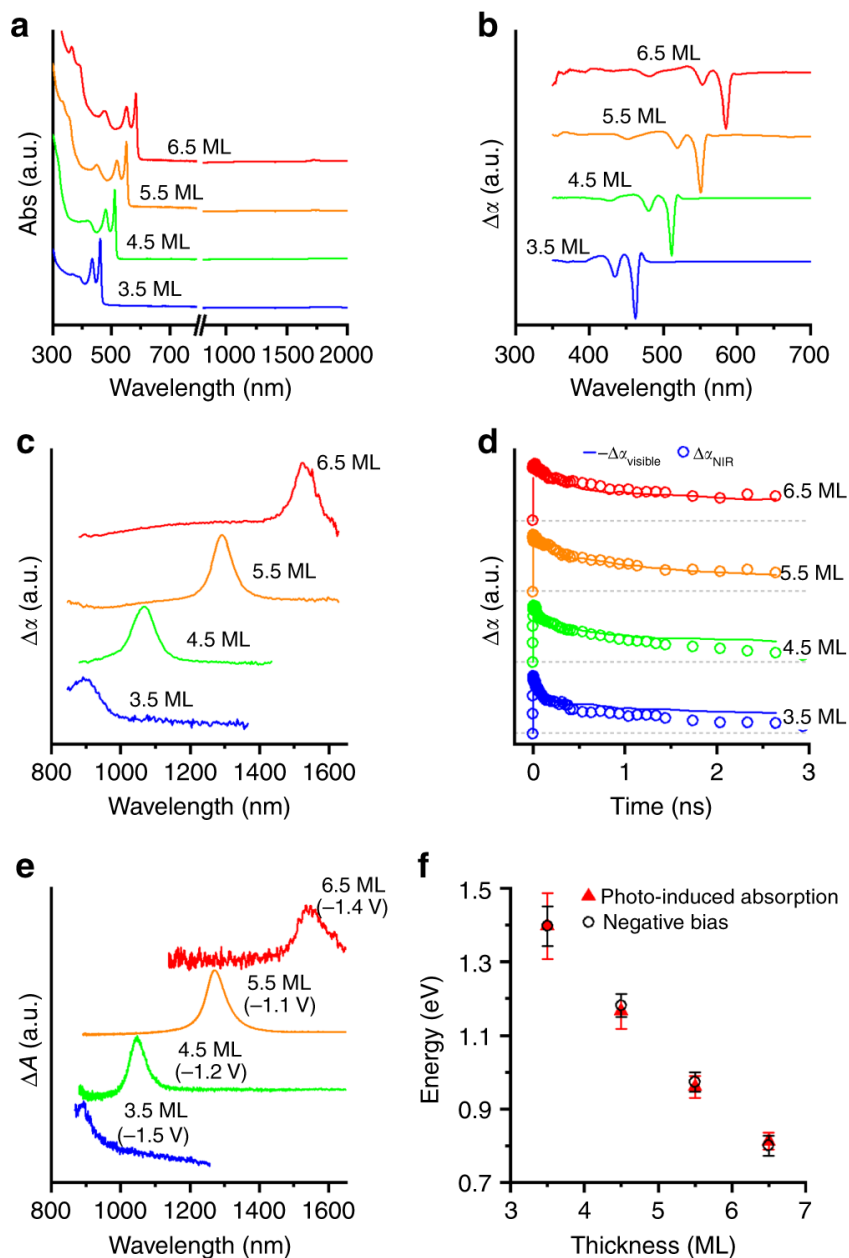 a
Abs (a.u.)
6.5 ML
5.5 ML
4.5 ML
3.5 ML
300 500 700 1000 1500 2000
Wavelength (nm)
b
Δα (a.u.)
6.5 ML
5.5 ML
4.5 ML
3.5 ML
300 400 500 600 700
Wavelength (nm)
c
Δα (a.u.)
6.5 ML
5.5 ML
4.5 ML
3.5 ML
800 1000 1200 1400 1600
Wavelength (nm)
d
Δα (a.u.)
−Δαvisible ΔαNIR
6.5 ML
5.5 ML
4.5 ML
3.5 ML
0 1 2 3
Time (ns)
e
ΔA (a.u.)
6.5 ML
(−1.4 V)
5.5 ML
(−1.1 V)
4.5 ML
(−1.2 V)
3.5 ML
(−1.5 V)
800 1000 1200 1400 1600
Wavelength (nm)
f
Energy (eV)
Photo-induced absorption
Negative bias
1.5
1.3
1.1
0.9
0.7
3 4 5 6 7
Thickness (ML)